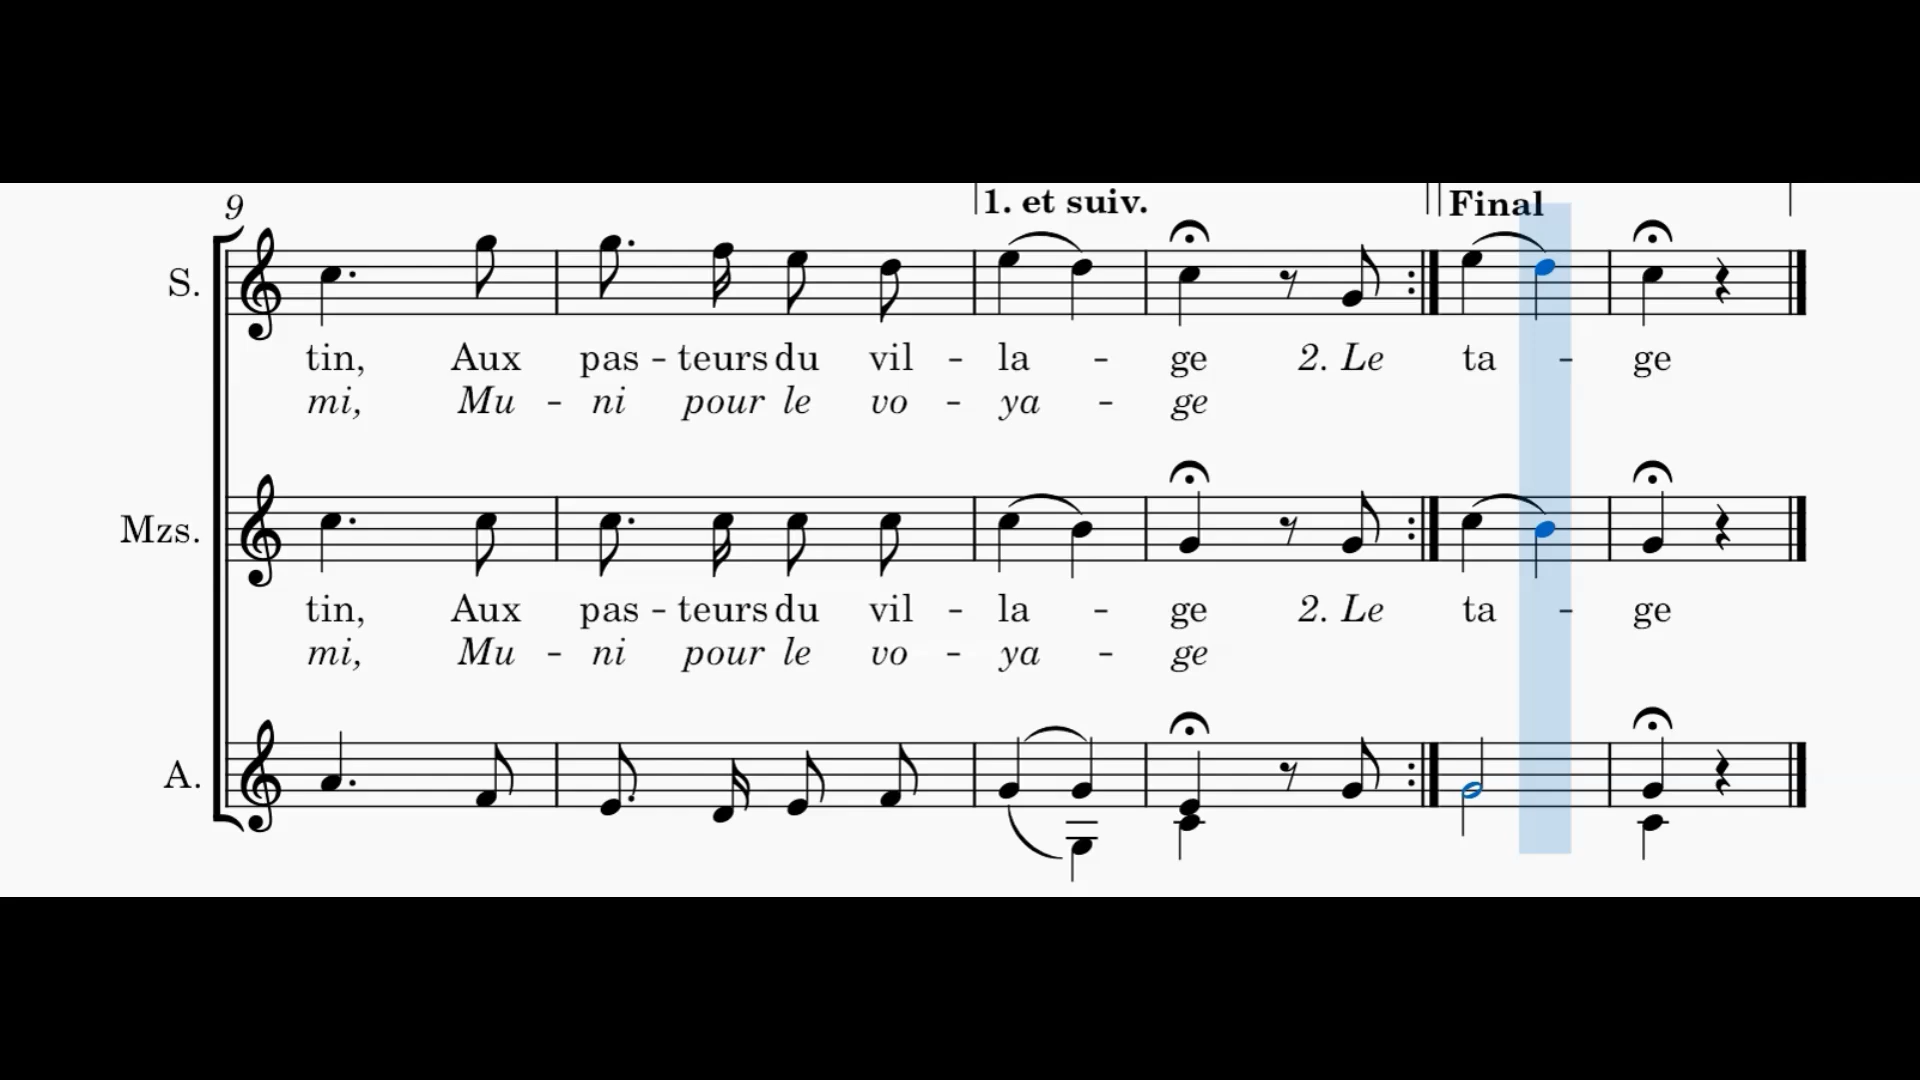 1. et suiv. Final
9
S.
tin, Aux pas - teurs du vil - la - ge 2. Le ta - ge
mi, Mu - ni pour le vo - ya - ge
Mzs.
tin, Aux pas - teurs du vil - la - ge 2. Le ta - ge
mi, Mu - ni pour le vo - ya - ge
A.